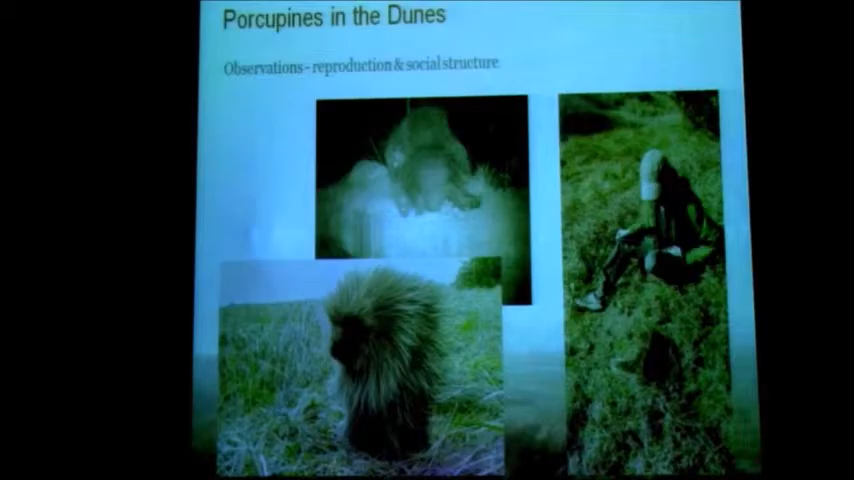 Porcupines in the Dunes
Observations - reproduction & social structure